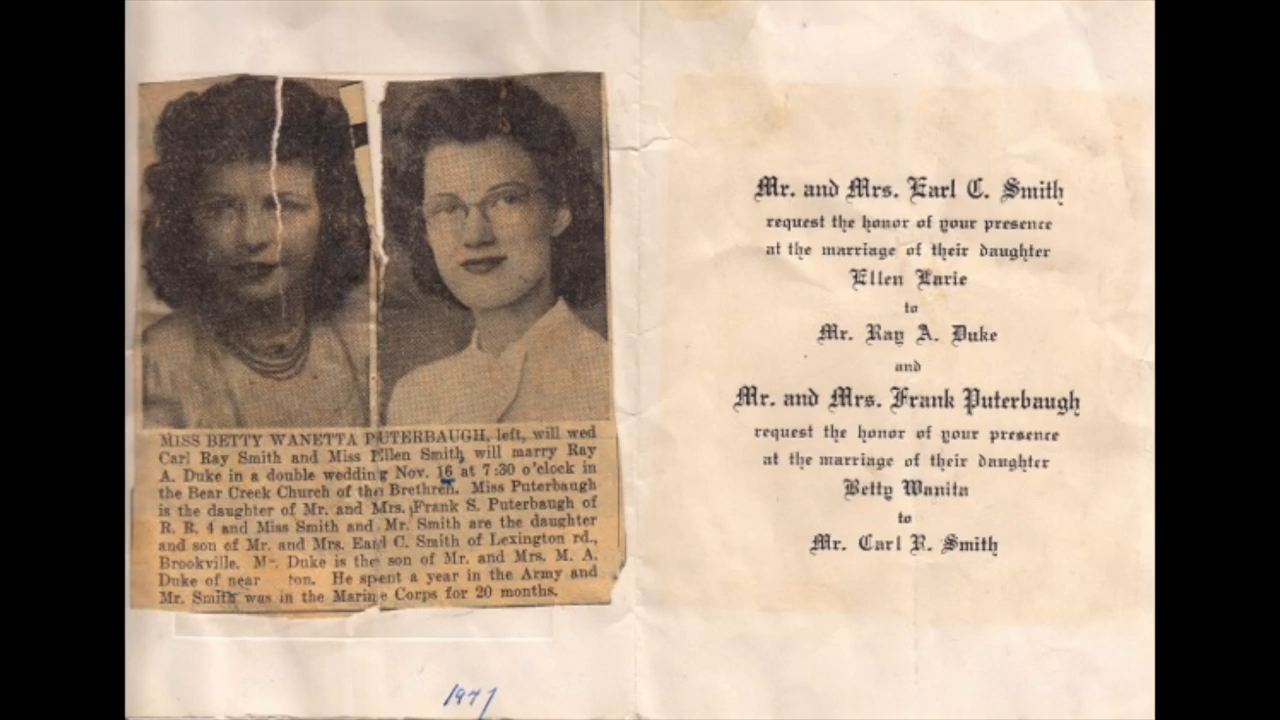 MISS BETTY WANETTA PUTERBAUGH, left, will wed
Carl Ray Smith and Miss Ellen Smith will marry Ray
A. Duke in a double wedding Nov. 16 at 7:30 o'clock in
the Bear Creek Church of the Brethren. Miss Puterbaugh
is the daughter of Mr. and Mrs. Frank S. Puterbaugh of
R. R. 4 and Miss Smith and Mr. Smith are the daughter
and son of Mr. and Mrs. Earl C. Smith of Lexington rd.,
Brookville. Mr. Duke is the son of Mr. and Mrs. M. A.
Duke of near ton. He spent a year in the Army and
Mr. Smith was in the Marine Corps for 20 months.
1947
Mr. and Mrs. Earl C. Smith
request the honor of your presence
at the marriage of their daughter
Ellen Larie
to
Mr. Ray A. Duke
and
Mr. and Mrs. Frank Puterbaugh
request the honor of your presence
at the marriage of their daughter
Betty Wanita
to
Mr. Carl R. Smith